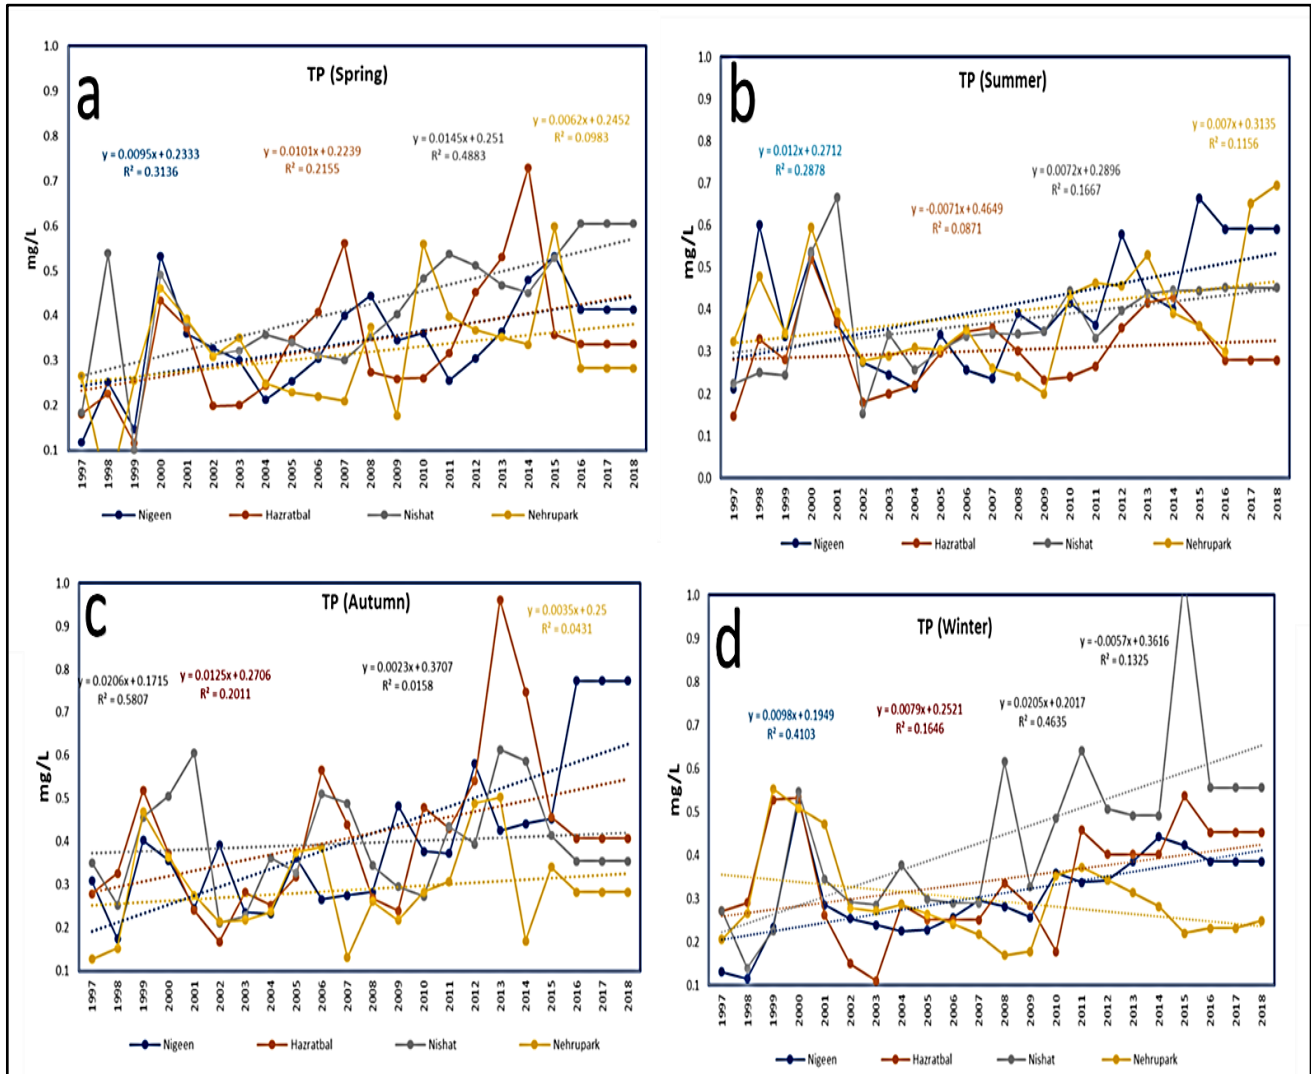 a
TP (Spring)
y = 0.0095x + 0.2333
R² = 0.3136
y = 0.0101x + 0.2239
R² = 0.2155
y = 0.0145x + 0.251
R² = 0.4883
y = 0.0062x + 0.2452
R² = 0.0983
mg/L
1.0
0.9
0.8
0.7
0.6
0.5
0.4
0.3
0.2
0.1
1997 1998 1999 2000 2001 2002 2003 2004 2005 2006 2007 2008 2009 2010 2011 2012 2013 2014 2015 2016 2017 2018
Nigeen Hazratbal Nishat Nehrupark
b
TP (Summer)
y = 0.012x + 0.2712
R² = 0.2878
y = -0.0071x + 0.4649
R² = 0.0871
y = 0.0072x + 0.2896
R² = 0.1667
y = 0.007x + 0.3135
R² = 0.1156
mg/L
1.0
0.9
0.8
0.7
0.6
0.5
0.4
0.3
0.2
0.1
0.0
1997 1998 1999 2000 2001 2002 2003 2004 2005 2006 2007 2008 2009 2010 2011 2012 2013 2014 2015 2016 2017 2018
Nigeen Hazratbal Nishat Nehrupark
c
TP (Autumn)
y = 0.0206x + 0.1715
R² = 0.5807
y = 0.0125x + 0.2706
R² = 0.2011
y = 0.0023x + 0.3707
R² = 0.0158
y = 0.0035x + 0.25
R² = 0.0431
mg/L
1.0
0.9
0.8
0.7
0.6
0.5
0.4
0.3
0.2
0.1
1997 1998 1999 2000 2001 2002 2003 2004 2005 2006 2007 2008 2009 2010 2011 2012 2013 2014 2015 2016 2017 2018
Nigeen Hazratbal Nishat Nehrupark
d
TP (Winter)
y = 0.0098x + 0.1949
R² = 0.4103
y = 0.0079x + 0.2521
R² = 0.1646
y = 0.0205x + 0.2017
R² = 0.4635
y = -0.0057x + 0.3616
R² = 0.1325
mg/L
1.0
0.9
0.8
0.7
0.6
0.5
0.4
0.3
0.2
0.1
1997 1998 1999 2000 2001 2002 2003 2004 2005 2006 2007 2008 2009 2010 2011 2012 2013 2014 2015 2016 2017 2018
Nigeen Hazratbal Nishat Nehrupark